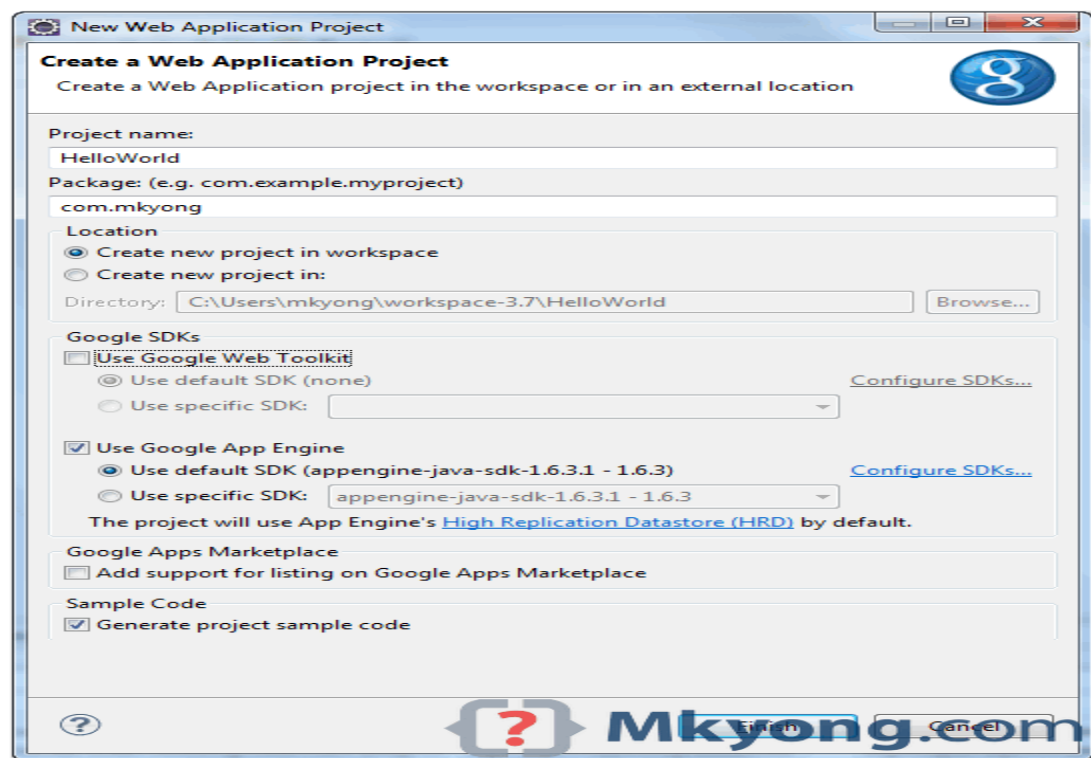 New Web Application Project
Create a Web Application Project
Create a Web Application project in the workspace or in an external location
g
Project name:
HelloWorld
Package: (e.g. com.example.myproject)
com.mkyong
Location
Create new project in workspace
Create new project in:
Directory: C:\Users\mkyong\workspace-3.7\HelloWorld Browse...
Google SDKs
Use Google Web Toolkit
Use default SDK (none) Configure SDKs...
Use specific SDK:
Use Google App Engine
Use default SDK (appengine-java-sdk-1.6.3.1 - 1.6.3) Configure SDKs...
Use specific SDK: appengine-java-sdk-1.6.3.1 - 1.6.3
The project will use App Engine's High Replication Datastore (HRD) by default.
Google Apps Marketplace
Add support for listing on Google Apps Marketplace
Sample Code
Generate project sample code
? Finish Cancel
{?} Mkyong.com